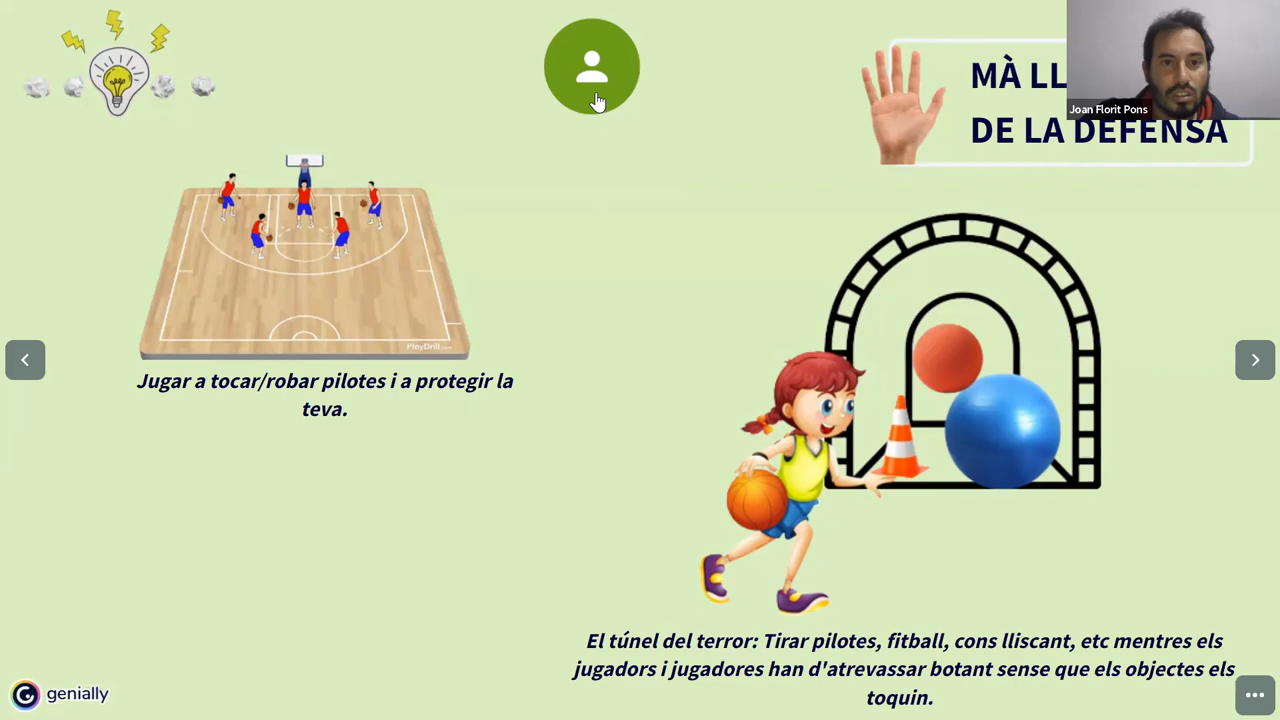 MÀ LL
DE LA DEFENSA
Joan Florit Pons
PlayDrill.com
Jugar a tocar/robar pilotes i a protegir la
teva.
El túnel del terror: Tirar pilotes, fitball, cons lliscant, etc mentres els
jugadors i jugadores han d'atrevassar botant sense que els objectes els
toquin.
genially